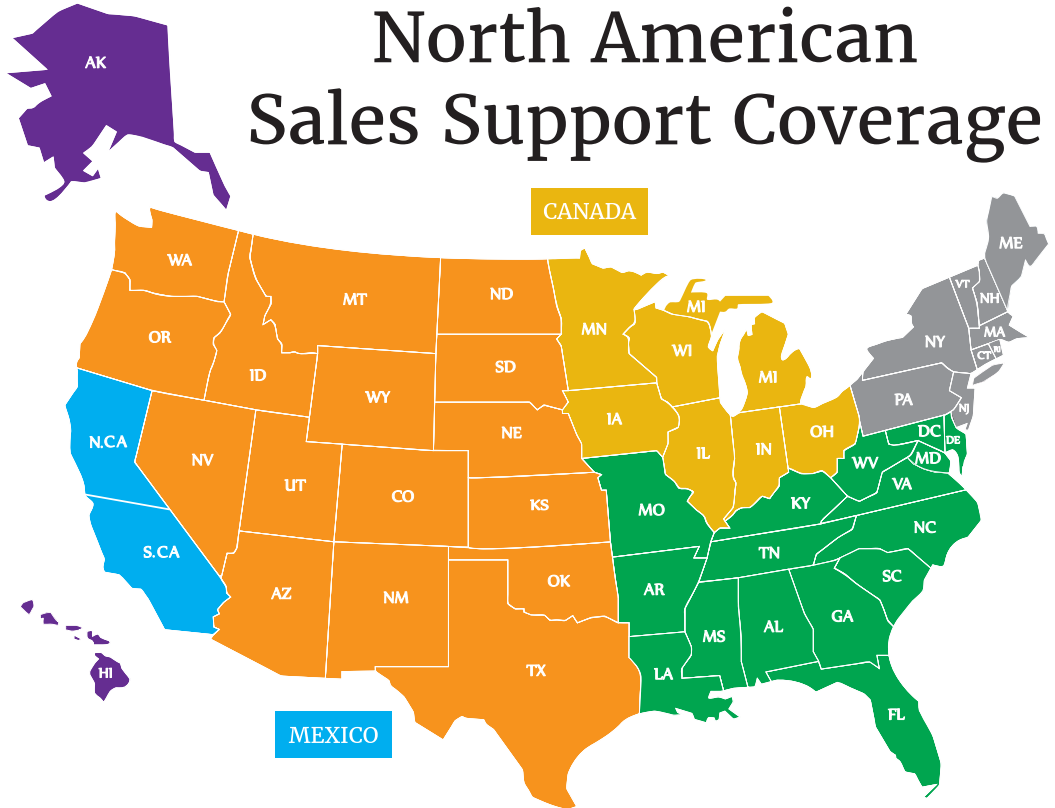 North American
Sales Support Coverage
AK
CANADA
ME
WA
VT
MT
ND
NH
MI
MN
MA
OR
NY
WI
CT
RI
ID
SD
MI
WY
PA
NJ
IA
NE
OH
DC
DE
N.CA
NV
IL
IN
WV
MD
UT
VA
CO
KS
MO
KY
NC
S.CA
TN
OK
SC
AZ
NM
AR
GA
MS
AL
HI
TX
LA
FL
MEXICO